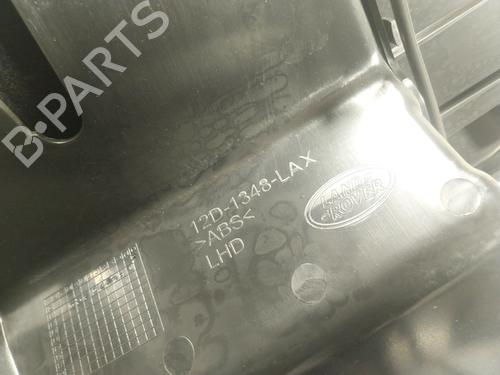 B-PARTS
12D-1348-LAX
>ABS<
LHD
LAND
ROVER